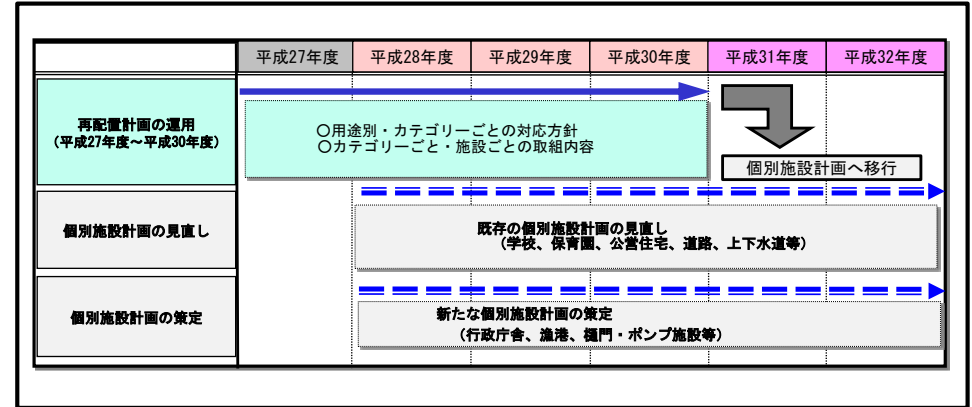 平成27年度 平成28年度 平成29年度 平成30年度 平成31年度 平成32年度
再配置計画の運用
(平成27年度～平成30年度)
〇用途別・カテゴリーごとの対応方針
〇カテゴリーごと・施設ごとの取組内容
個別施設計画へ移行
個別施設計画の見直し
既存の個別施設計画の見直し
(学校、保育園、公営住宅、道路、上下水道等)
個別施設計画の策定
新たな個別施設計画の策定
(行政庁舎、漁港、樋門・ポンプ施設等)